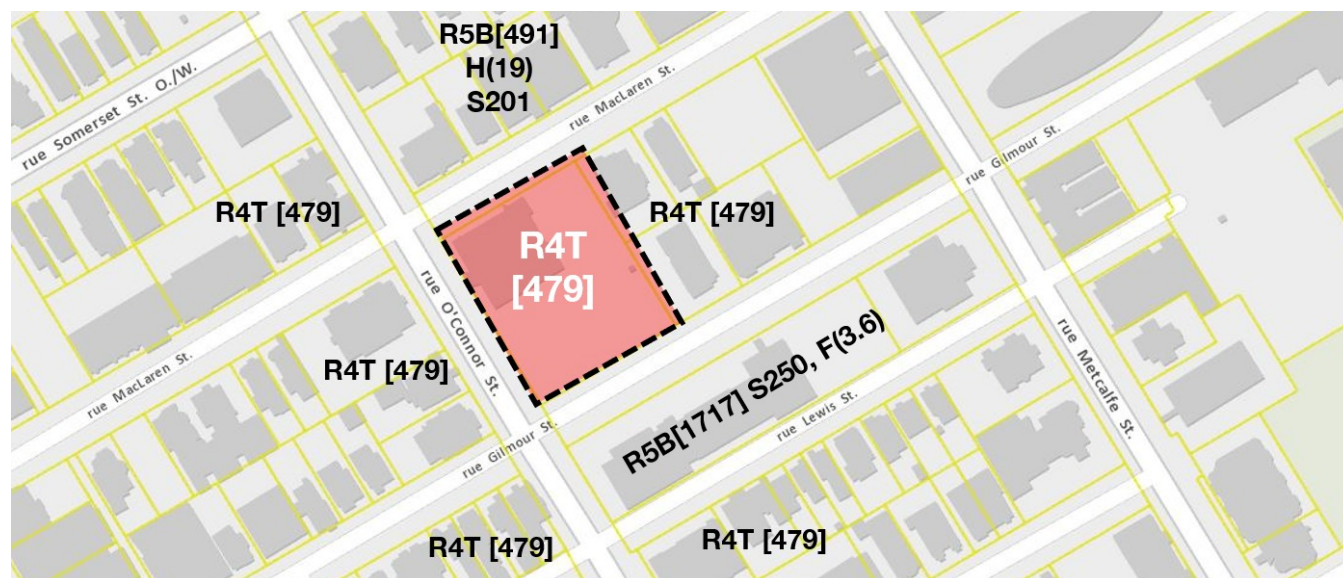 R5B[491]
H(19)
S201
rue MacLaren St.
rue Somerset St. O./W.
rue Gilmour St.
R4T [479]
R4T [479]
R4T
[479]
rue O'Connor St.
R4T [479]
rue MacLaren St.
R5B[1717] S250, F(3.6)
rue Metcalfe St.
rue Lewis St.
rue Gilmour St.
R4T [479]
R4T [479]